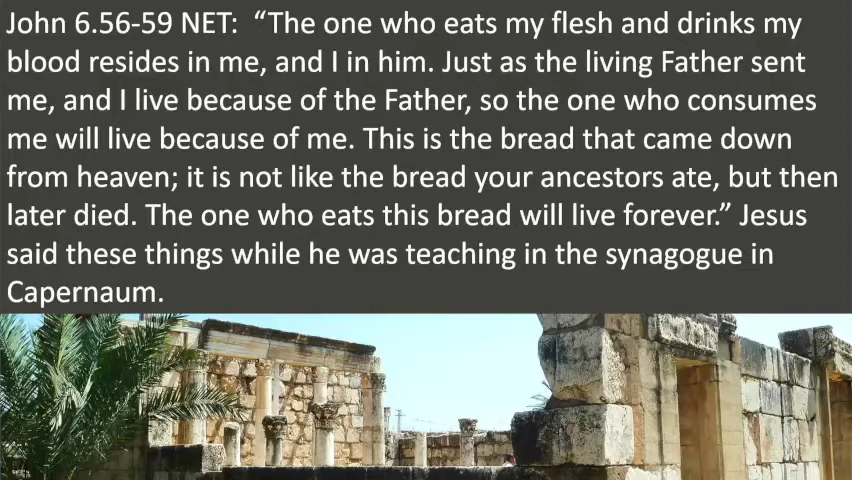 John 6.56-59 NET:  “The one who eats my flesh and drinks my
blood resides in me, and I in him. Just as the living Father sent
me, and I live because of the Father, so the one who consumes
me will live because of me. This is the bread that came down
from heaven; it is not like the bread your ancestors ate, but then
later died. The one who eats this bread will live forever.” Jesus
said these things while he was teaching in the synagogue in
Capernaum.